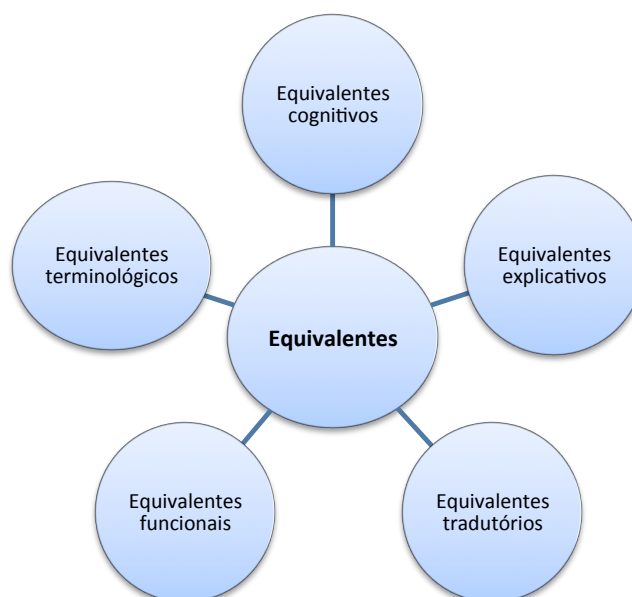 Equivalentes
cognitivos
Equivalentes
terminológicos
Equivalentes
explicativos
Equivalentes
Equivalentes
funcionais
Equivalentes
tradutórios